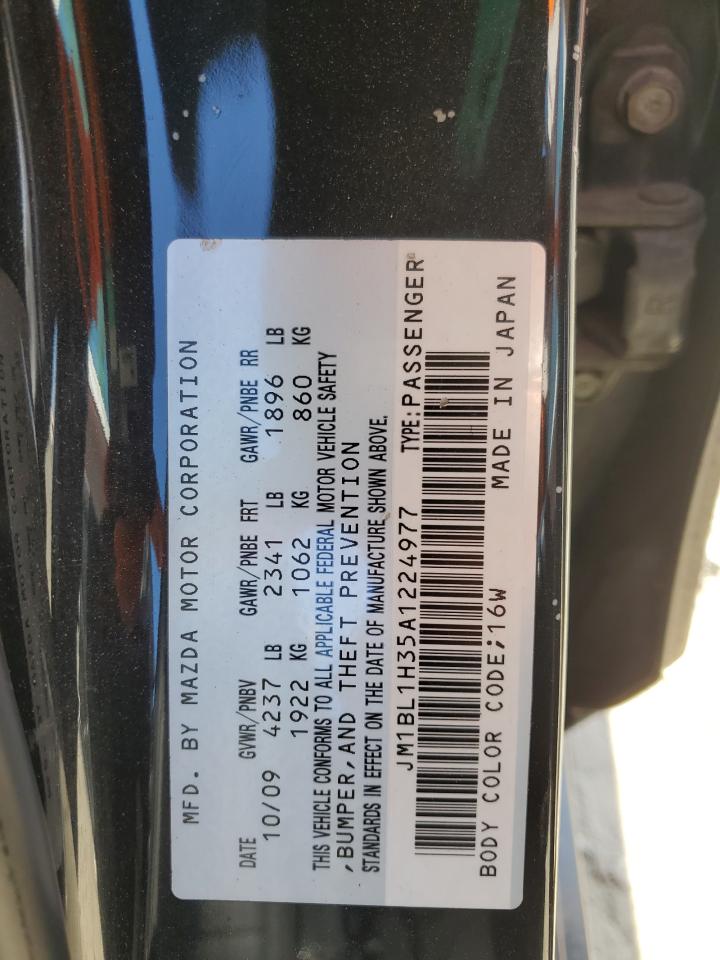 MFD. BY MAZDA MOTOR CORPORATION
DATE GVWR/PNBV GAWR/PNBE FRT GAWR/PNBE RR
10/09 4237 LB 2341 LB 1896 LB
1922 KG 1062 KG 860 KG
THIS VEHICLE CONFORMS TO ALL APPLICABLE FEDERAL MOTOR VEHICLE SAFETY
,BUMPER,AND THEFT PREVENTION
STANDARDS IN EFFECT ON THE DATE OF MANUFACTURE SHOWN ABOVE.
JM1BL1H35A1224977 TYPE:PASSENGER
BODY COLOR CODE;16W MADE IN JAPAN
R